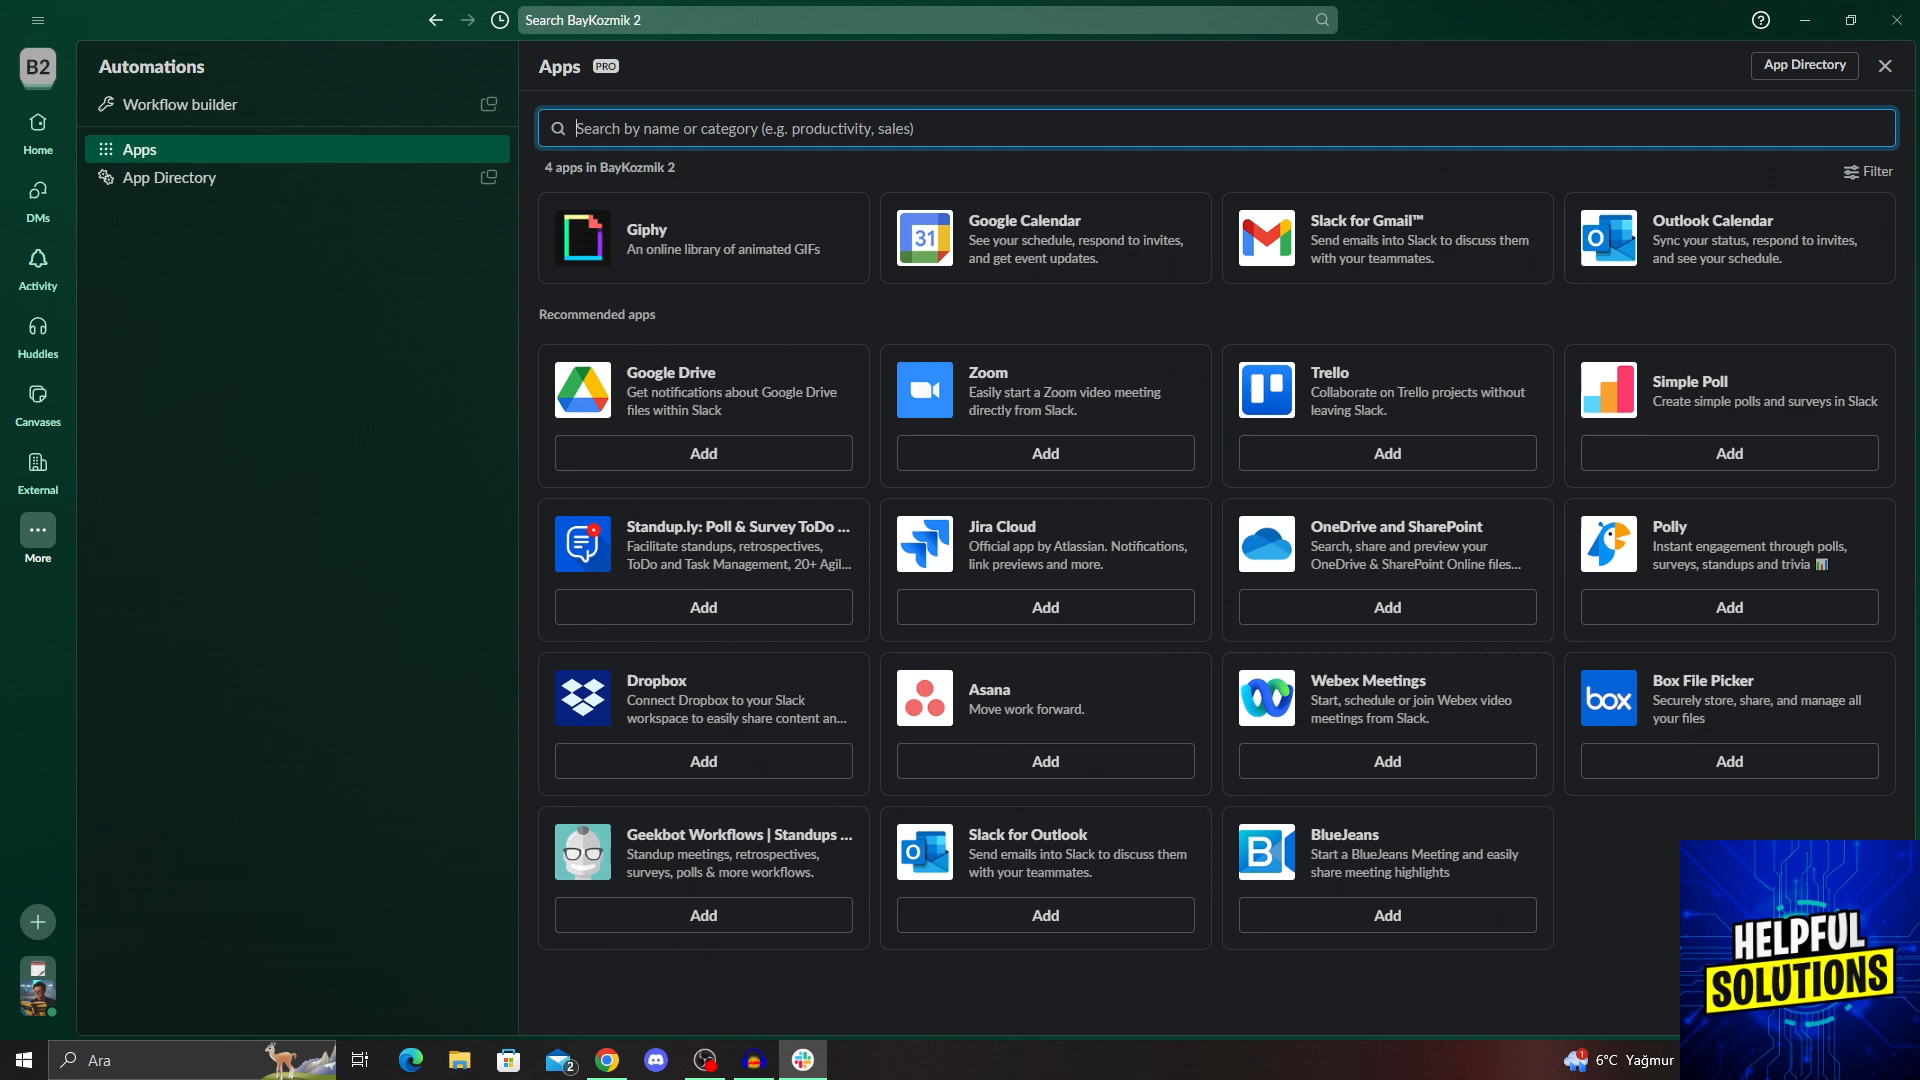 Search BayKozmik 2
B2
Home
DMs
Activity
Huddles
Canvases
External
More
Automations
Workflow builder
Apps
App Directory
Apps PRO
App Directory
Search by name or category (e.g. productivity, sales)
4 apps in BayKozmik 2
Filter
Giphy
An online library of animated GIFs
31
Google Calendar
See your schedule, respond to invites,
and get event updates.
Slack for Gmail™
Send emails into Slack to discuss them
with your teammates.
Outlook Calendar
Sync your status, respond to invites,
and see your schedule.
Recommended apps
Google Drive
Get notifications about Google Drive
files within Slack
Add
Zoom
Easily start a Zoom video meeting
directly from Slack.
Add
Trello
Collaborate on Trello projects without
leaving Slack.
Add
Simple Poll
Create simple polls and surveys in Slack
Add
Standup.ly: Poll & Survey ToDo ...
Facilitate standups, retrospectives,
ToDo and Task Management, 20+ Agil...
Add
Jira Cloud
Official app by Atlassian. Notifications,
link previews and more.
Add
OneDrive and SharePoint
Search, share and preview your
OneDrive & SharePoint Online files...
Add
Polly
Instant engagement through polls,
surveys, standups and trivia
Add
Dropbox
Connect Dropbox to your Slack
workspace to easily share content an...
Add
Asana
Move work forward.
Add
Webex Meetings
Start, schedule or join Webex video
meetings from Slack.
Add
box
Box File Picker
Securely store, share, and manage all
your files
Add
Geekbot Workflows | Standups ...
Standup meetings, retrospectives,
surveys, polls & more workflows.
Add
Slack for Outlook
Send emails into Slack to discuss them
with your teammates.
Add
B
BlueJeans
Start a BlueJeans Meeting and easily
share meeting highlights
Add
HELPFUL
SOLUTIONS
Ara
2
1
6°C Yağmur